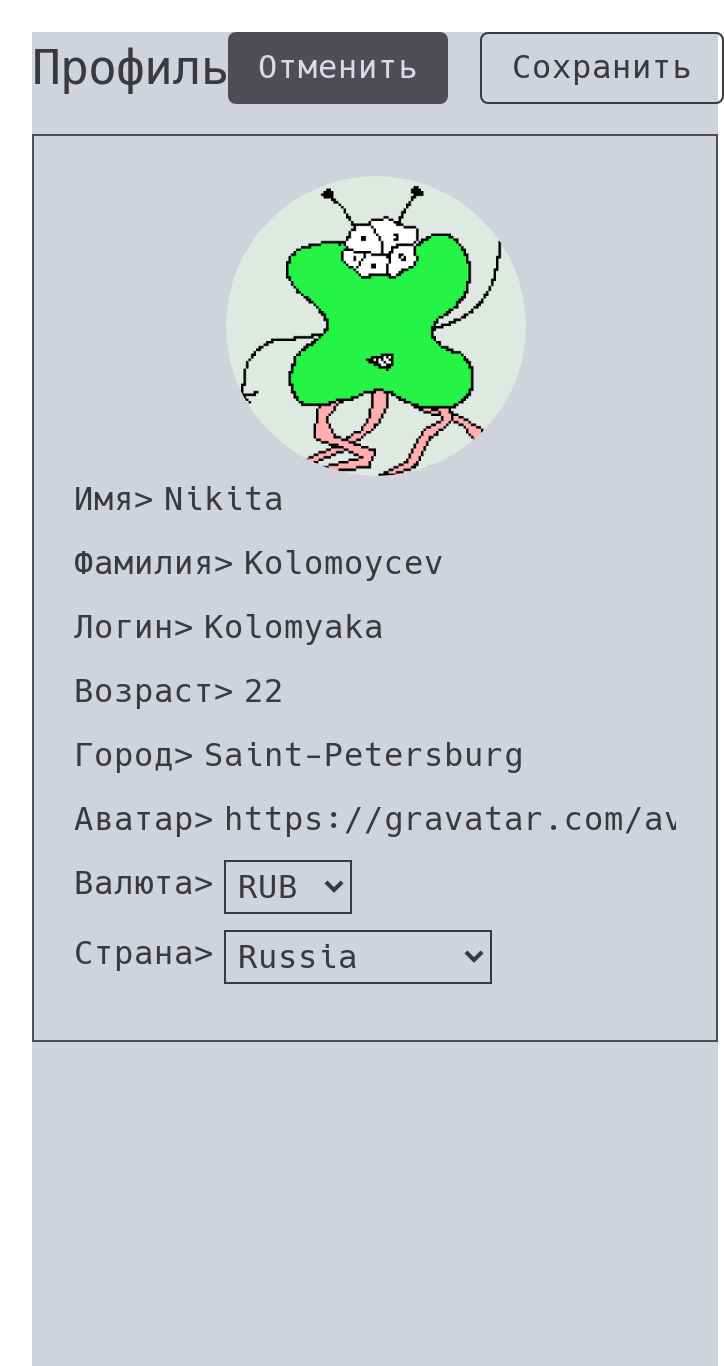 Профиль Отменить Сохранить
Имя> Nikita
Фамилия> Kolomoycev
Логин> Kolomyaka
Возраст> 22
Город> Saint-Petersburg
Аватар> https://gravatar.com/av
Валюта> RUB
Страна> Russia